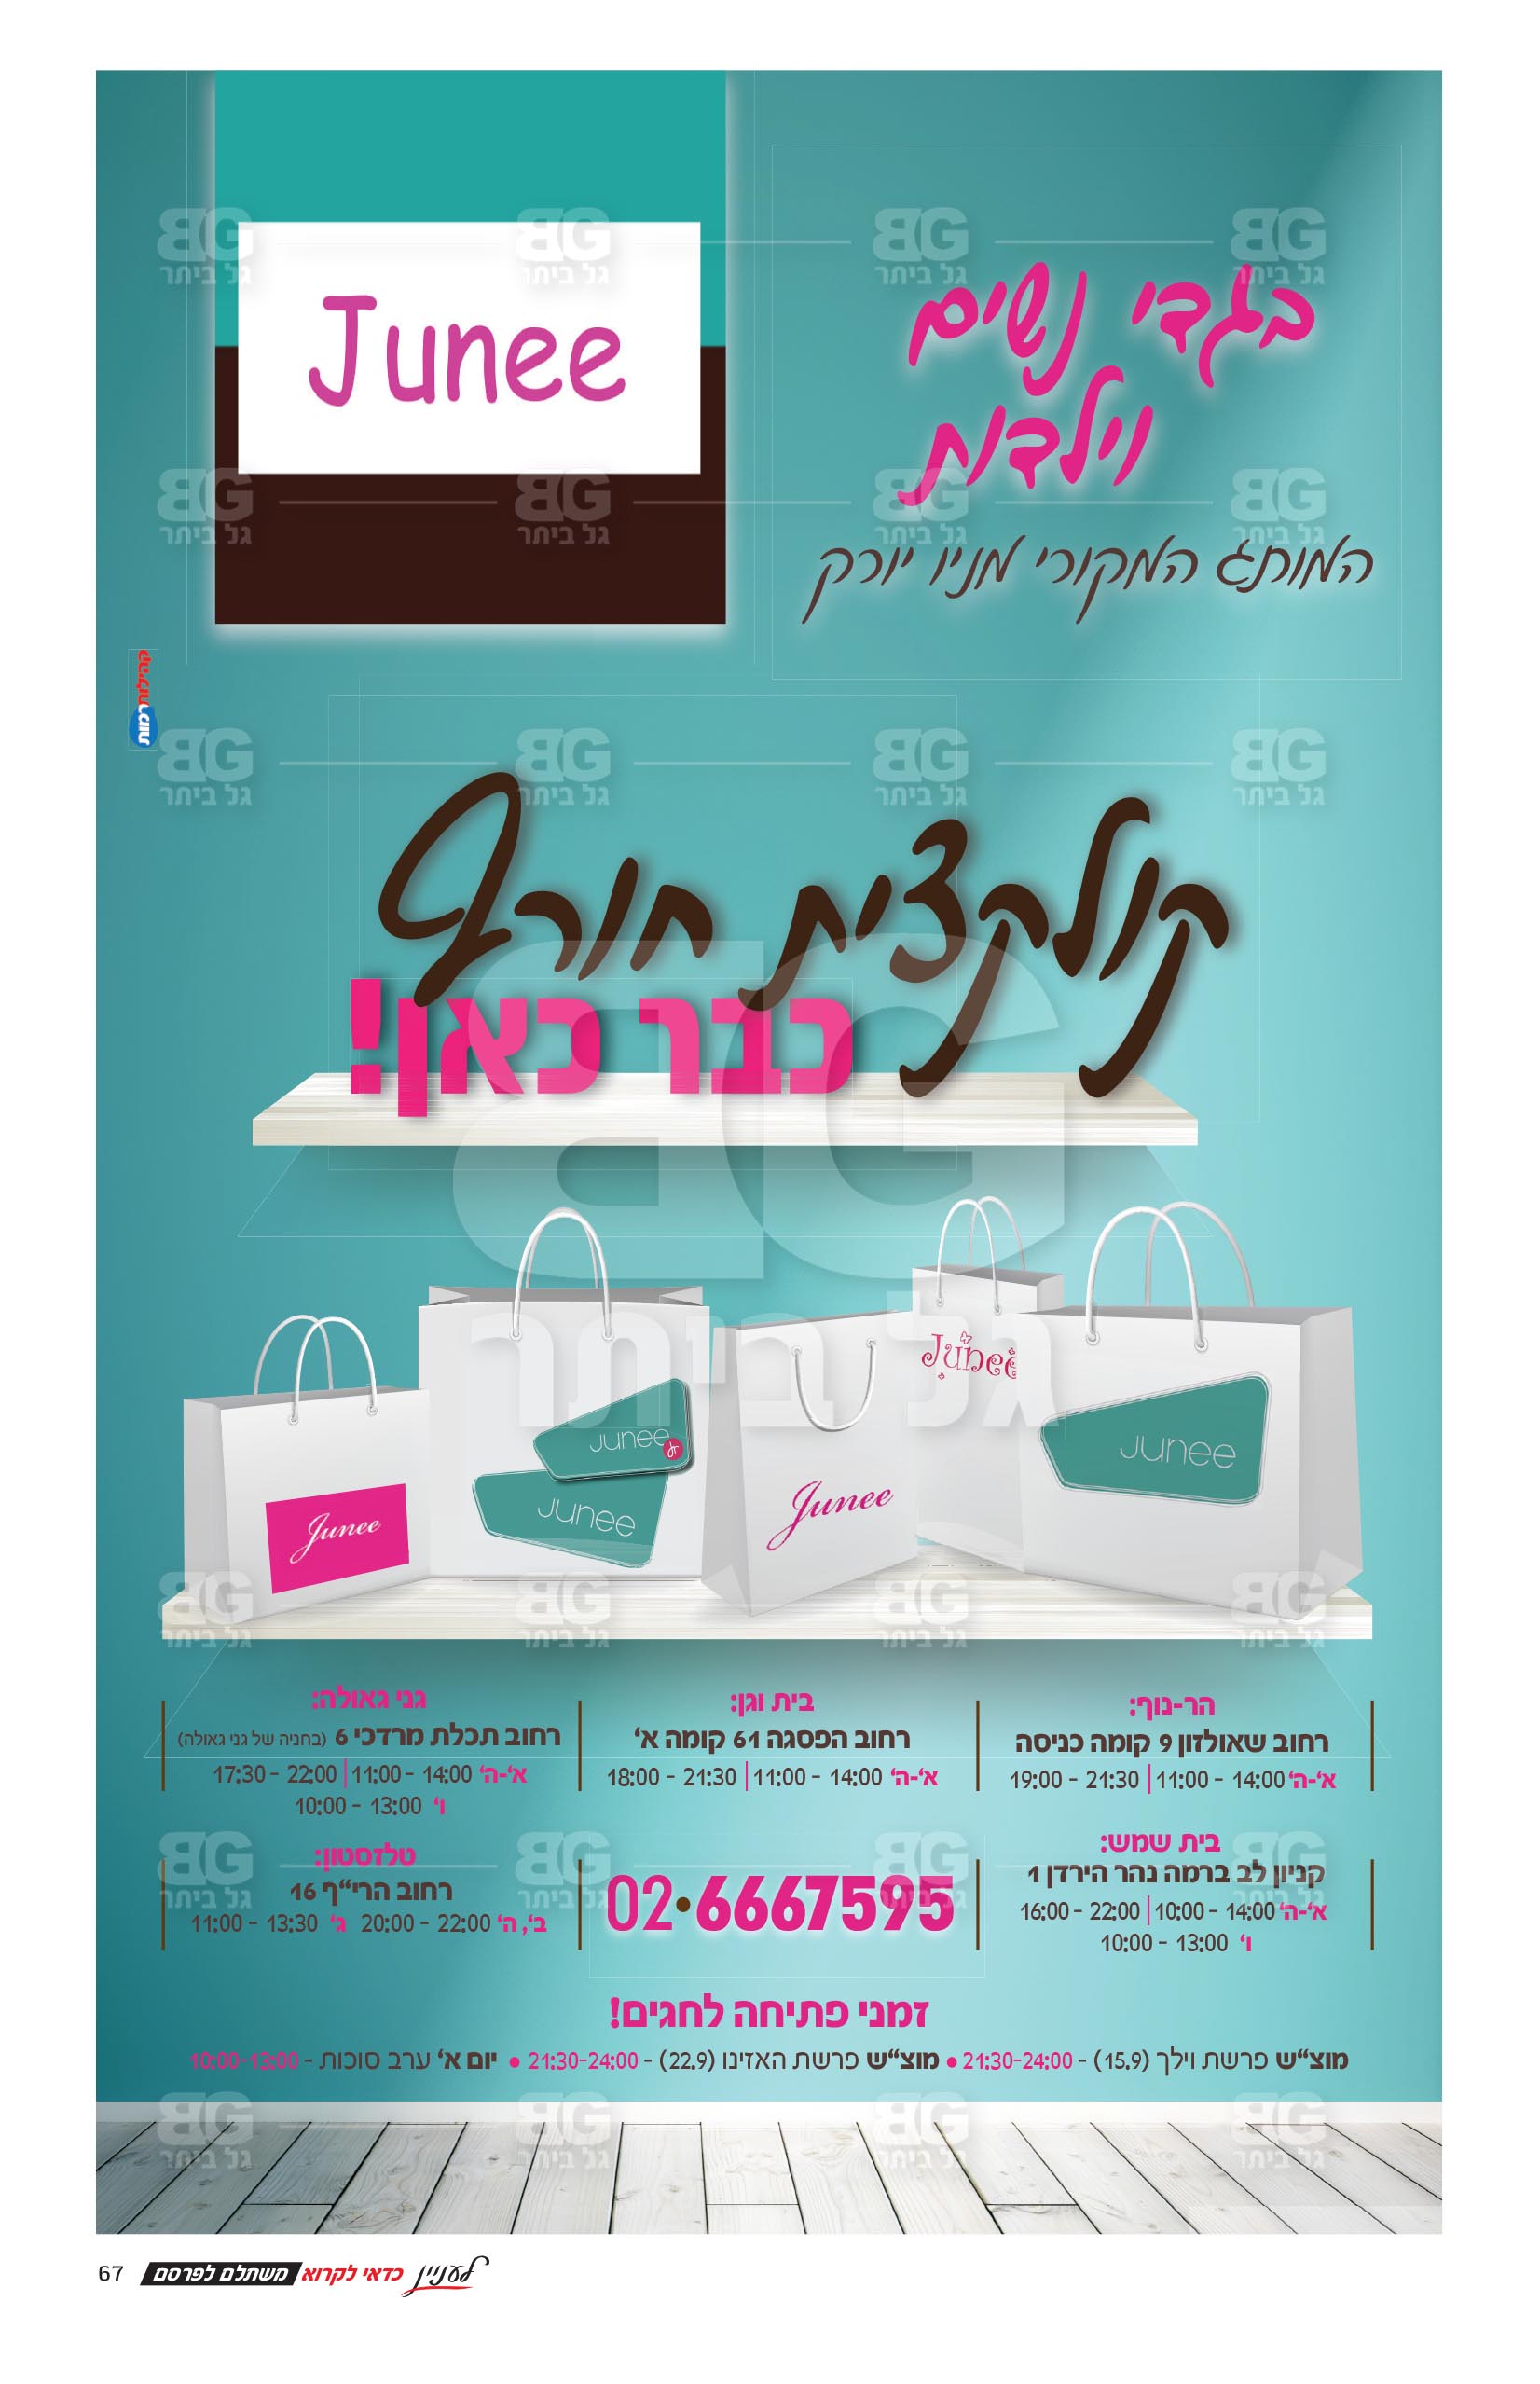 Junee
בגדי נשים
וילדות
המותג המקורי מניו יורק
קהילות רמות
קולקצית חורף
כבר כאן!
Junee
Junee Jr
Junee
Junee
Junee
Junee
הר-נוף:
רחוב שאולזון 9 קומה כניסה
א'-ה' 11:00 - 14:00 | 19:00 - 21:30
בית וגן:
רחוב הפסגה 61 קומה א'
א'-ה' 11:00 - 14:00 | 18:00 - 21:30
גני גאולה:
רחוב תכלת מרדכי 6 (בחניה של גני גאולה)
א'-ה' 11:00 - 14:00 | 17:30 - 22:00
ו' 10:00 - 13:00
בית שמש:
קניון לב ברמה נהר הירדן 1
א'-ה' 10:00 - 14:00 | 16:00 - 22:00
ו' 10:00 - 13:00
02•6667595
טלזסטון:
רחוב הרי"ף 16
ב', ה' 20:00 - 22:00 ג' 11:00 - 13:30
זמני פתיחה לחגים!
מוצ"ש פרשת וילך (15.9) - 21:30-24:00 • מוצ"ש פרשת האזינו (22.9) - 21:30-24:00 • יום א' ערב סוכות - 10:00-13:00
BG גל ביתר
לעניין כדאי לקרוא משתלם לפרסם 67